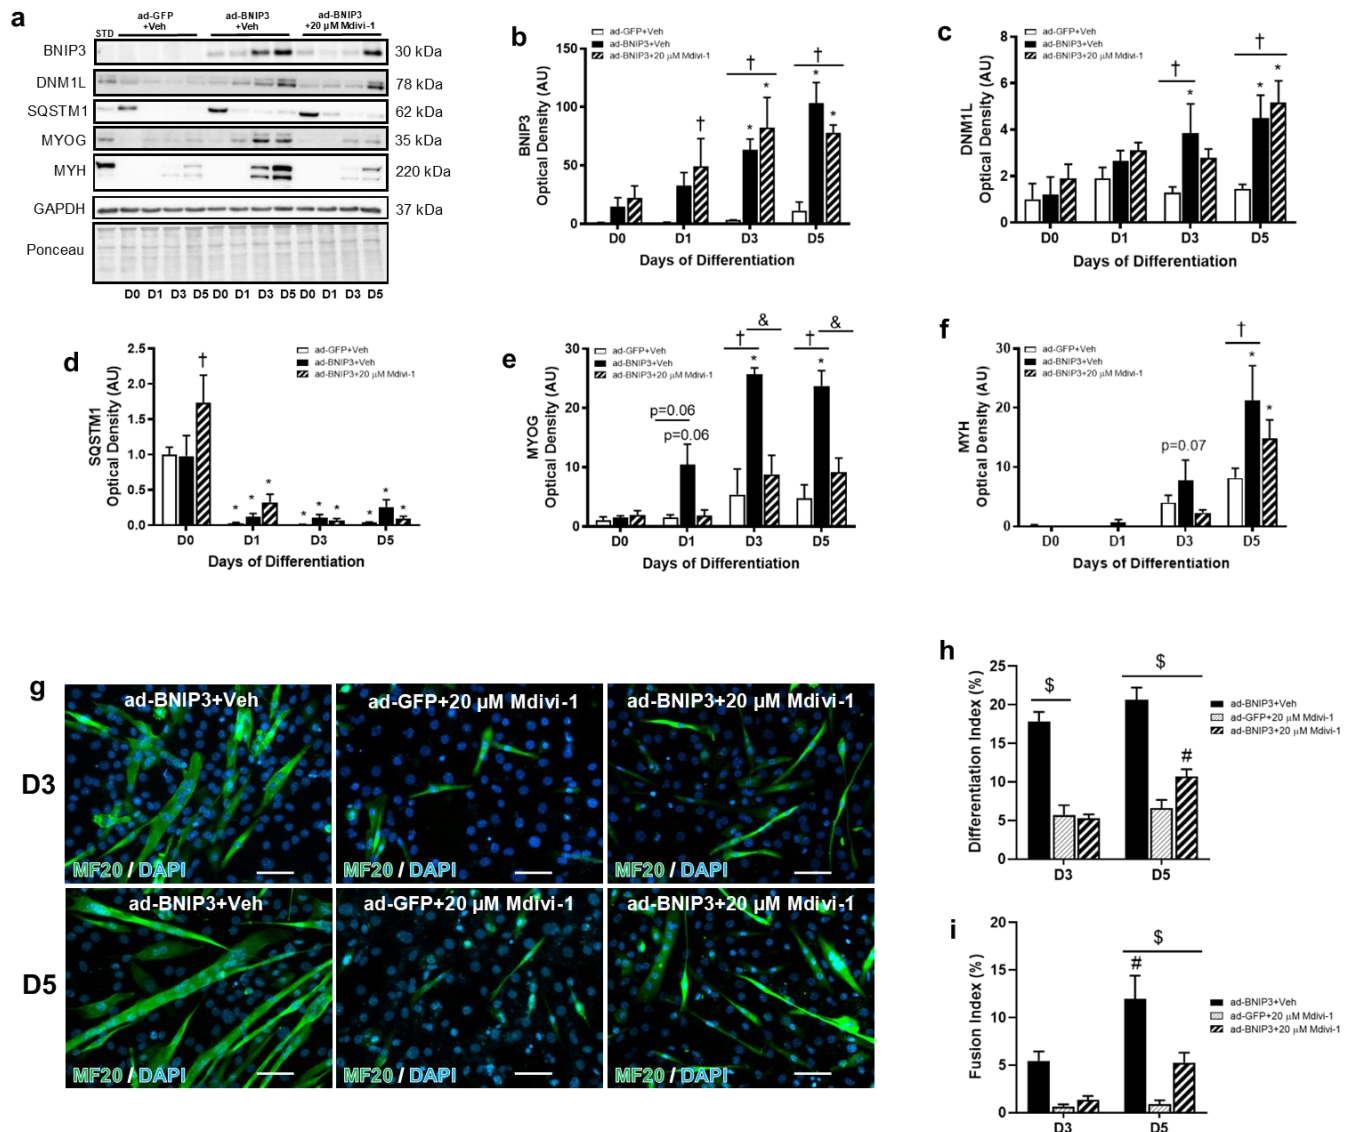 a
ad-GFP
+Veh
ad-BNIP3
+Veh
ad-BNIP3
+20 µM Mdivi-1
STD
BNIP3
30 kDa
DNM1L
78 kDa
SQSTM1
62 kDa
MYOG
35 kDa
MYH
220 kDa
GAPDH
37 kDa
Ponceau
D0 D1 D3 D5 D0 D1 D3 D5 D0 D1 D3 D5
b
ad-GFP+Veh
ad-BNIP3+Veh
ad-BNIP3+20 µM Mdivi-1
BNIP3
Optical Density (AU)
150
100
50
0
†
†
†
*
*
*
*
D0 D1 D3 D5
Days of Differentiation
c
ad-GFP+Veh
ad-BNIP3+Veh
ad-BNIP3+20 µM Mdivi-1
DNM1L
Optical Density (AU)
8
6
4
2
0
†
†
*
*
*
D0 D1 D3 D5
Days of Differentiation
d
ad-GFP+Veh
ad-BNIP3+Veh
ad-BNIP3+20 µM Mdivi-1
SQSTM1
Optical Density (AU)
2.5
2.0
1.5
1.0
0.5
0.0
†
* * *
* * *
* * *
D0 D1 D3 D5
Days of Differentiation
e
ad-GFP+Veh
ad-BNIP3+Veh
ad-BNIP3+20 µM Mdivi-1
MYOG
Optical Density (AU)
30
20
10
0
p=0.06
p=0.06
† &
*
† &
*
D0 D1 D3 D5
Days of Differentiation
f
ad-GFP+Veh
ad-BNIP3+Veh
ad-BNIP3+20 µM Mdivi-1
MYH
Optical Density (AU)
30
20
10
0
p=0.07
†
*
*
D0 D1 D3 D5
Days of Differentiation
g
D3
ad-BNIP3+Veh
MF20 / DAPI
ad-GFP+20 µM Mdivi-1
MF20 / DAPI
ad-BNIP3+20 µM Mdivi-1
MF20 / DAPI
D5
ad-BNIP3+Veh
MF20 / DAPI
ad-GFP+20 µM Mdivi-1
MF20 / DAPI
ad-BNIP3+20 µM Mdivi-1
MF20 / DAPI
h
Differentiation Index (%)
25
20
15
10
5
0
$
$
#
D3 D5
ad-BNIP3+Veh
ad-GFP+20 µM Mdivi-1
ad-BNIP3+20 µM Mdivi-1
i
Fusion Index (%)
20
15
10
5
0
$
#
D3 D5
ad-BNIP3+Veh
ad-GFP+20 µM Mdivi-1
ad-BNIP3+20 µM Mdivi-1